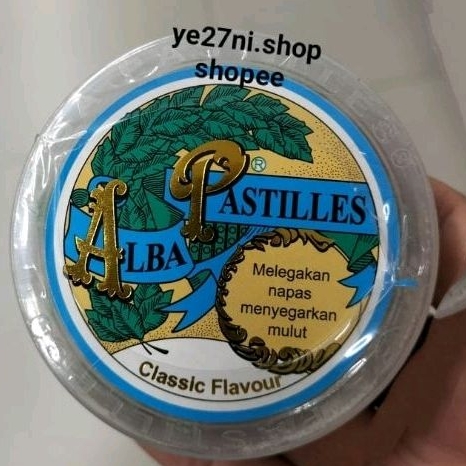 ye27ni.shop
shopee
ALBA PASTILLES®
Melegakan
napas
menyegarkan
mulut
Classic Flavour